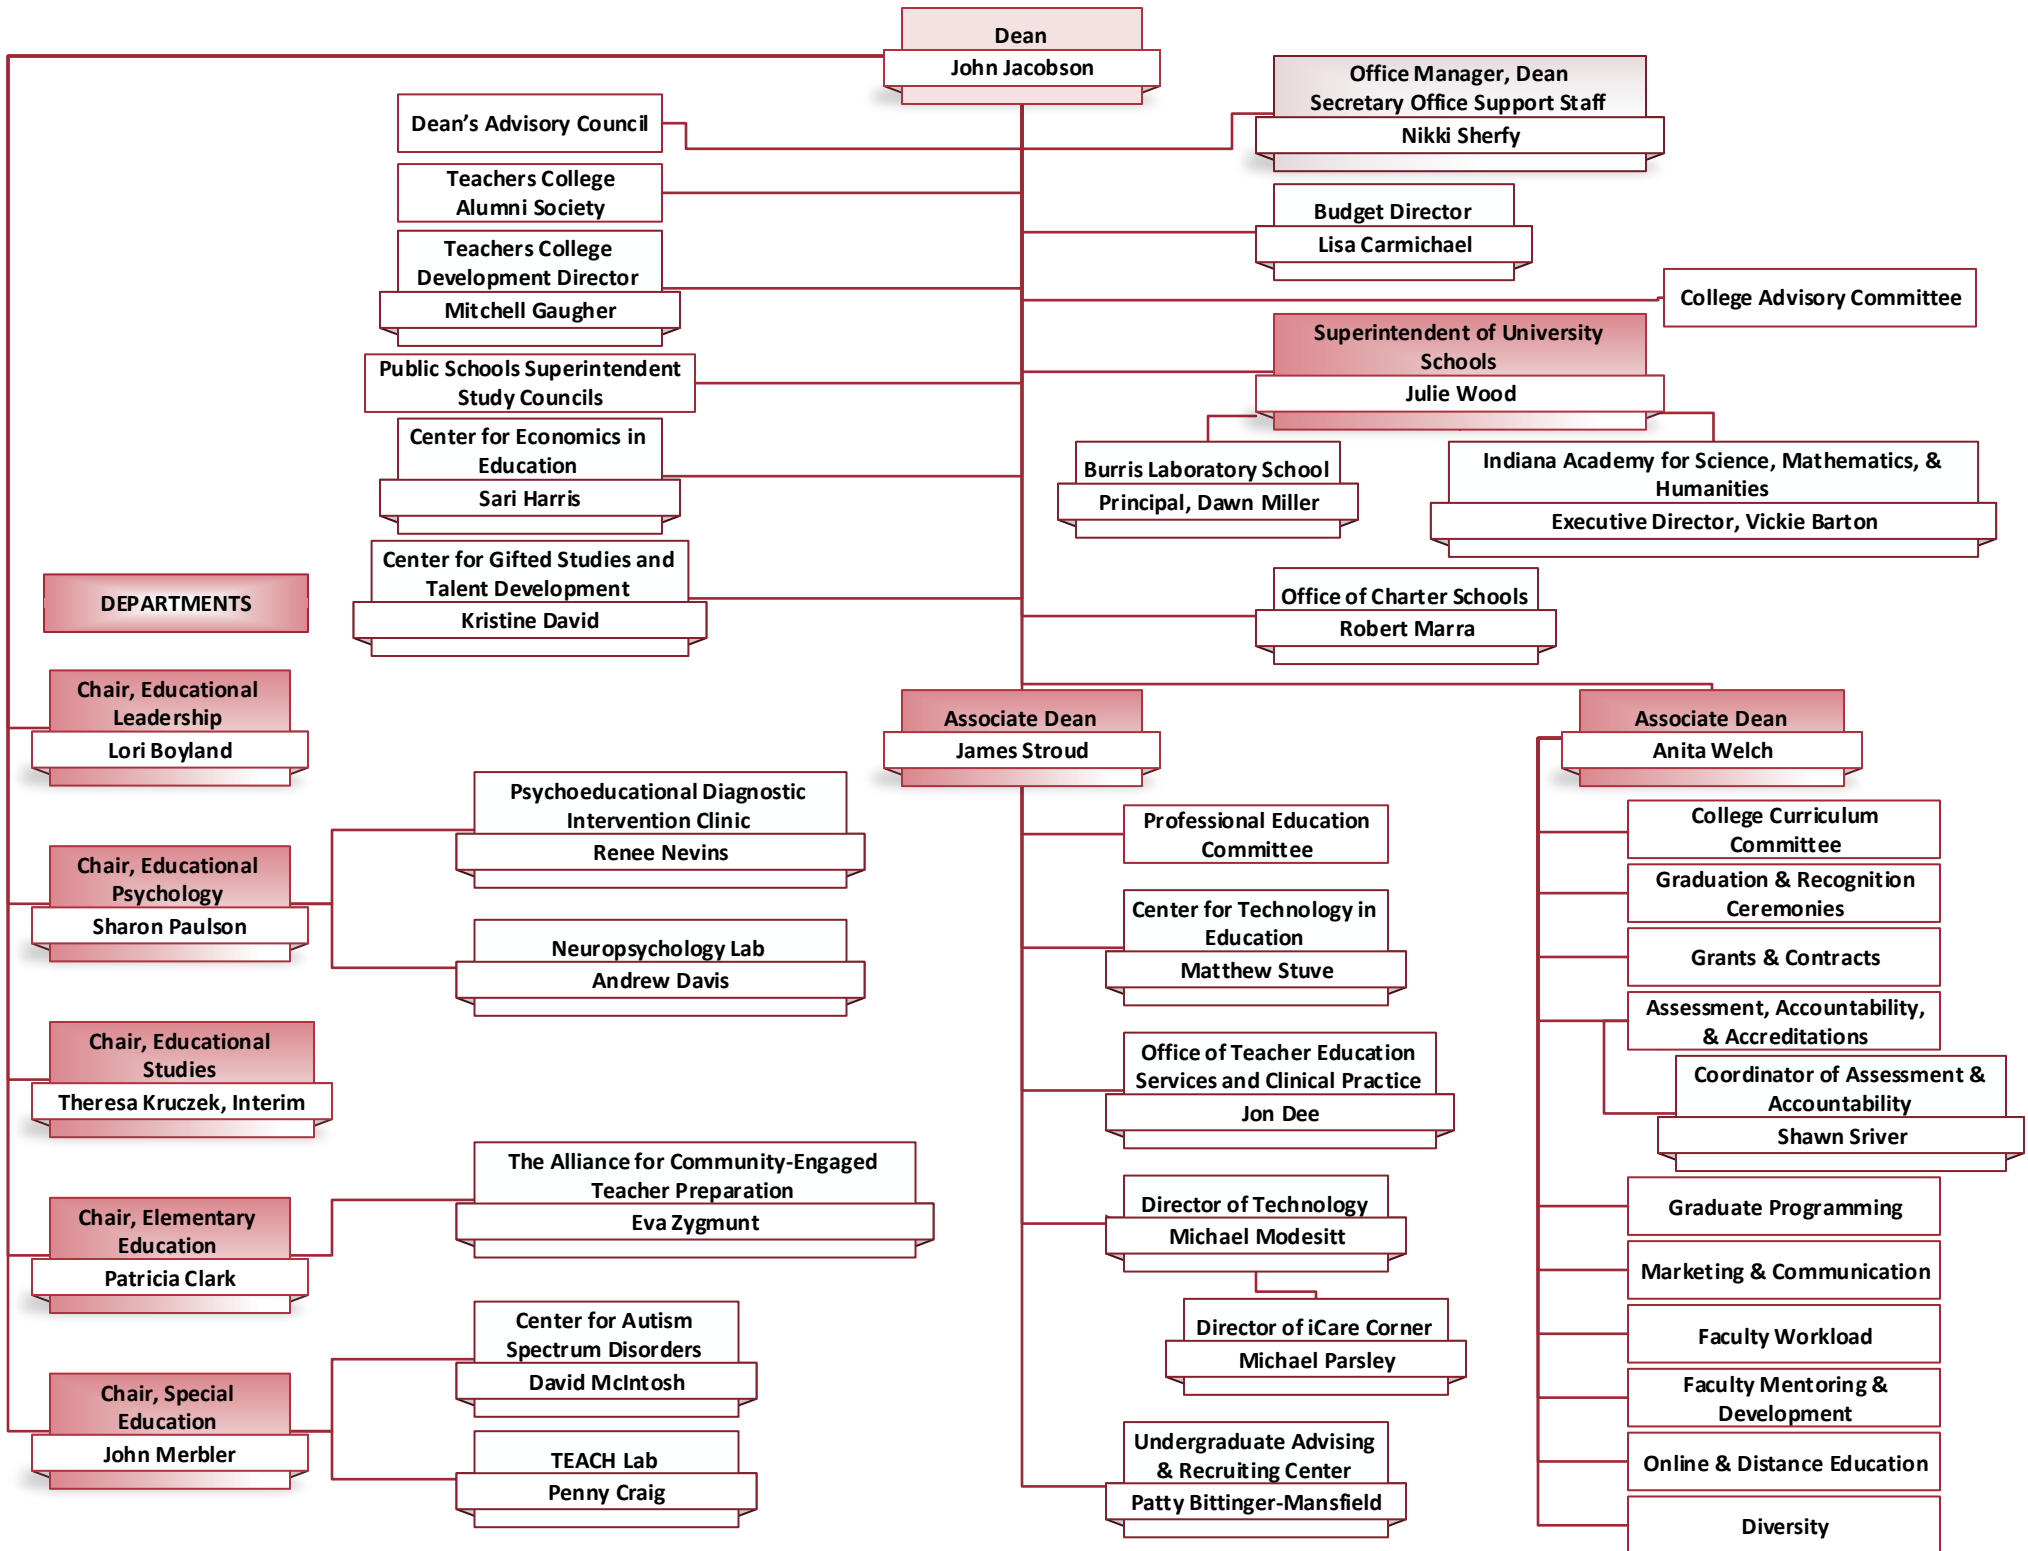 Dean
John Jacobson
Office Manager, Dean
Secretary Office Support Staff
Nikki Sherfy
Dean’s Advisory Council
Teachers College
Alumni Society
Budget Director
Lisa Carmichael
Teachers College
Development Director
Mitchell Gaugher
College Advisory Committee
Superintendent of University
Schools
Julie Wood
Public Schools Superintendent
Study Councils
Center for Economics in
Education
Sari Harris
Burris Laboratory School
Principal, Dawn Miller
Indiana Academy for Science, Mathematics, &
Humanities
Executive Director, Vickie Barton
Center for Gifted Studies and
Talent Development
Kristine David
Office of Charter Schools
Robert Marra
DEPARTMENTS
Chair, Educational
Leadership
Lori Boyland
Chair, Educational
Psychology
Sharon Paulson
Psychoeducational Diagnostic
Intervention Clinic
Renee Nevins
Neuropsychology Lab
Andrew Davis
Chair, Educational
Studies
Theresa Kruczek, Interim
Chair, Elementary
Education
Patricia Clark
The Alliance for Community-Engaged
Teacher Preparation
Eva Zygmunt
Chair, Special
Education
John Merbler
Center for Autism
Spectrum Disorders
David McIntosh
TEACH Lab
Penny Craig
Associate Dean
James Stroud
Professional Education
Committee
Center for Technology in
Education
Matthew Stuve
Office of Teacher Education
Services and Clinical Practice
Jon Dee
Director of Technology
Michael Modesitt
Director of iCare Corner
Michael Parsley
Undergraduate Advising
& Recruiting Center
Patty Bittinger-Mansfield
Associate Dean
Anita Welch
College Curriculum
Committee
Graduation & Recognition
Ceremonies
Grants & Contracts
Assessment, Accountability,
& Accreditations
Coordinator of Assessment &
Accountability
Shawn Sriver
Graduate Programming
Marketing & Communication
Faculty Workload
Faculty Mentoring &
Development
Online & Distance Education
Diversity